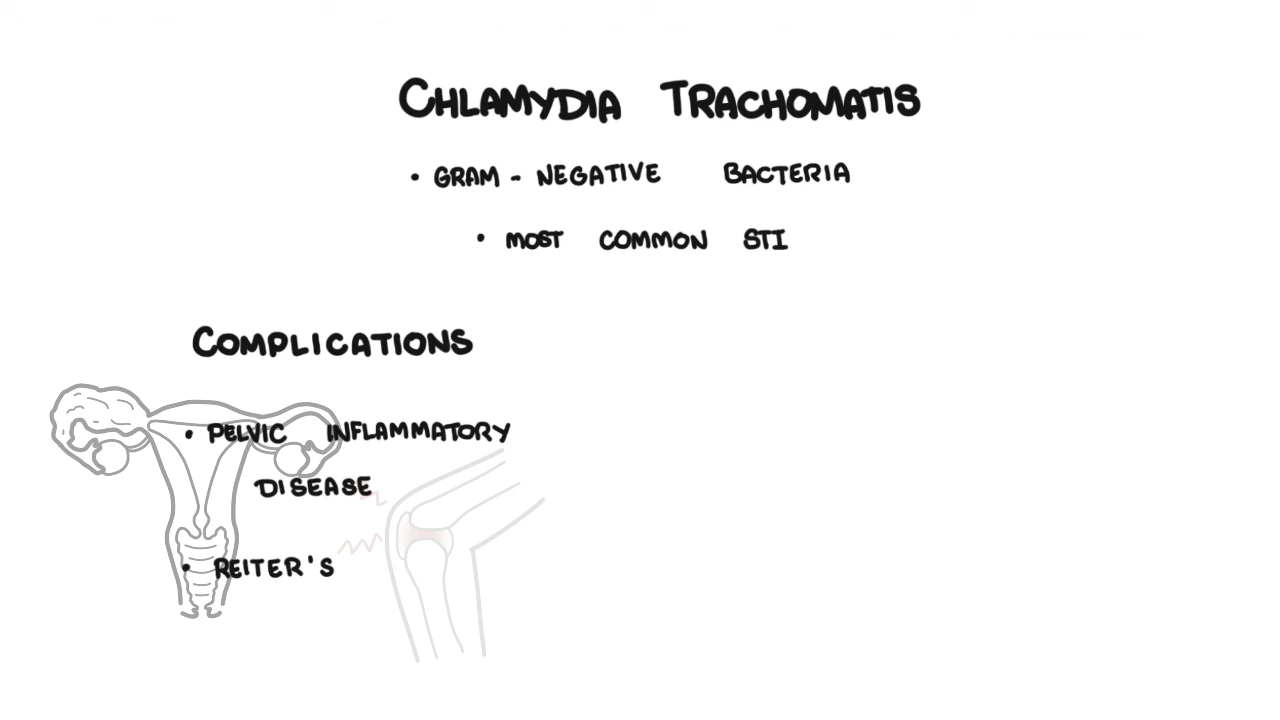 CHLAMYDIA TRACHOMATIS
• GRAM - NEGATIVE BACTERIA
• MOST COMMON STI
COMPLICATIONS
• PELVIC INFLAMMATORY
DISEASE
• REITER'S